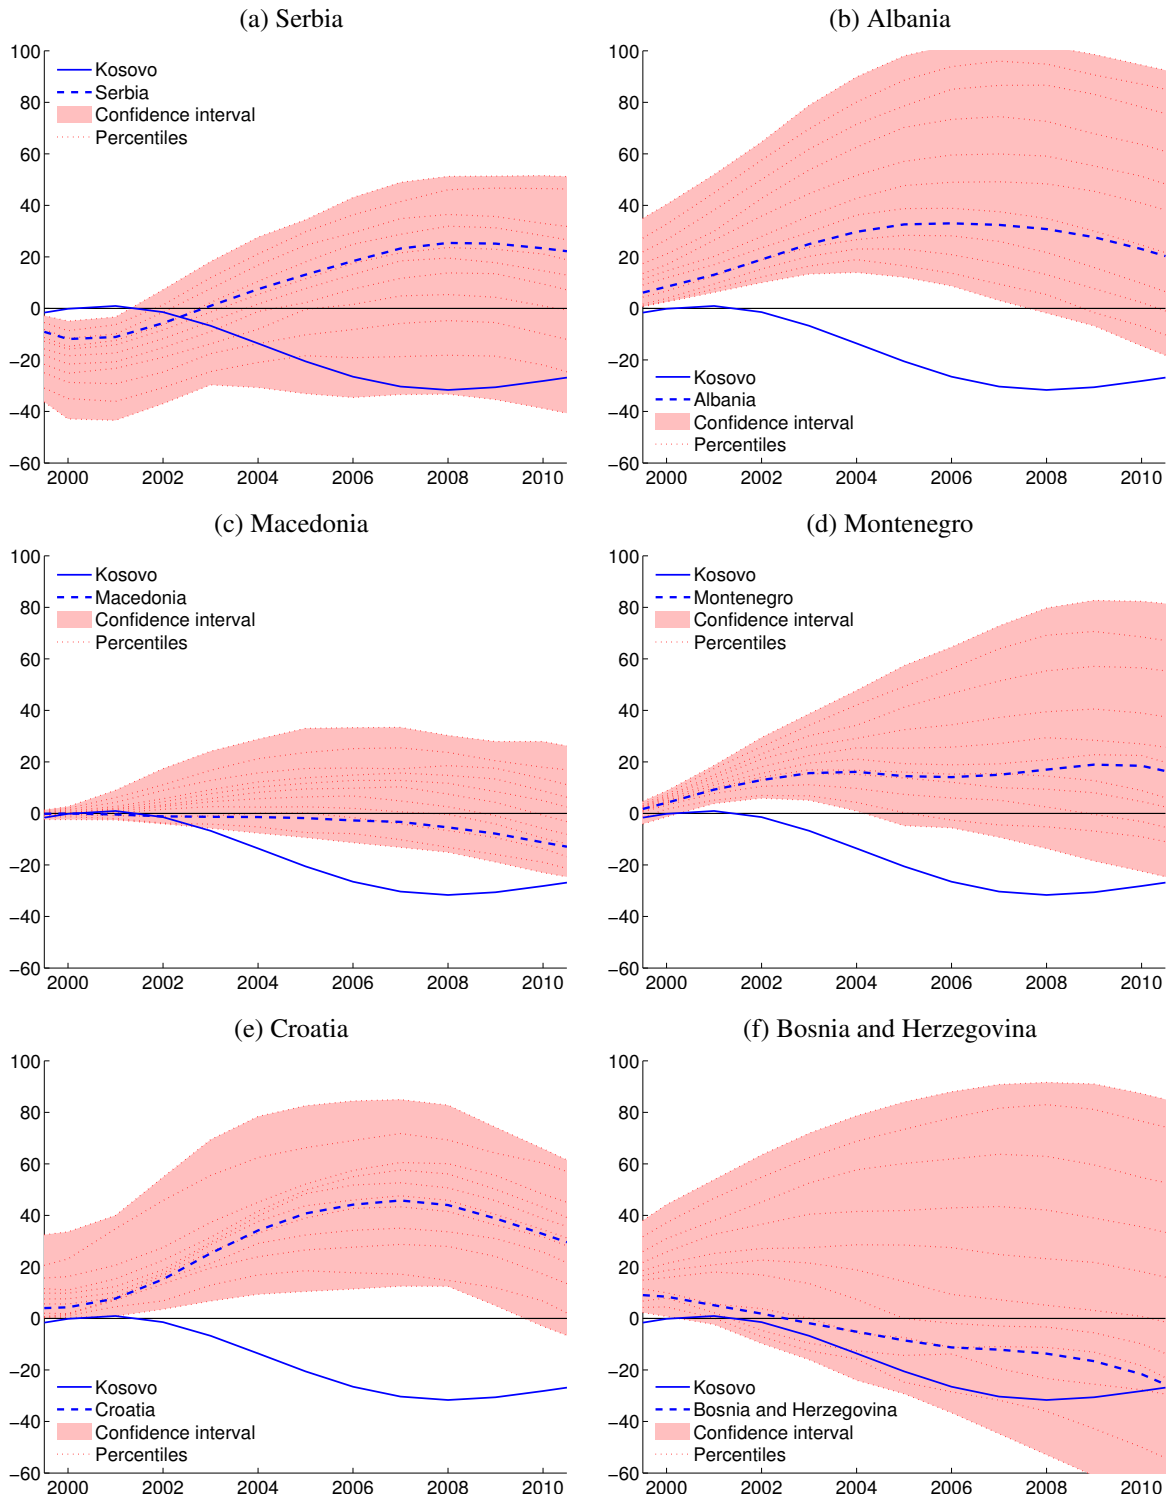 (a) Serbia
(b) Albania
100
80
60
40
20
0
−20
−40
−60
Kosovo
Serbia
Confidence interval
Percentiles
2000 2002 2004 2006 2008 2010
100
80
60
40
20
0
−20
−40
−60
Kosovo
Albania
Confidence interval
Percentiles
2000 2002 2004 2006 2008 2010
(c) Macedonia
(d) Montenegro
100
80
60
40
20
0
−20
−40
−60
Kosovo
Macedonia
Confidence interval
Percentiles
2000 2002 2004 2006 2008 2010
100
80
60
40
20
0
−20
−40
−60
Kosovo
Montenegro
Confidence interval
Percentiles
2000 2002 2004 2006 2008 2010
(e) Croatia
(f) Bosnia and Herzegovina
100
80
60
40
20
0
−20
−40
−60
Kosovo
Croatia
Confidence interval
Percentiles
2000 2002 2004 2006 2008 2010
100
80
60
40
20
0
−20
−40
−60
Kosovo
Bosnia and Herzegovina
Confidence interval
Percentiles
2000 2002 2004 2006 2008 2010